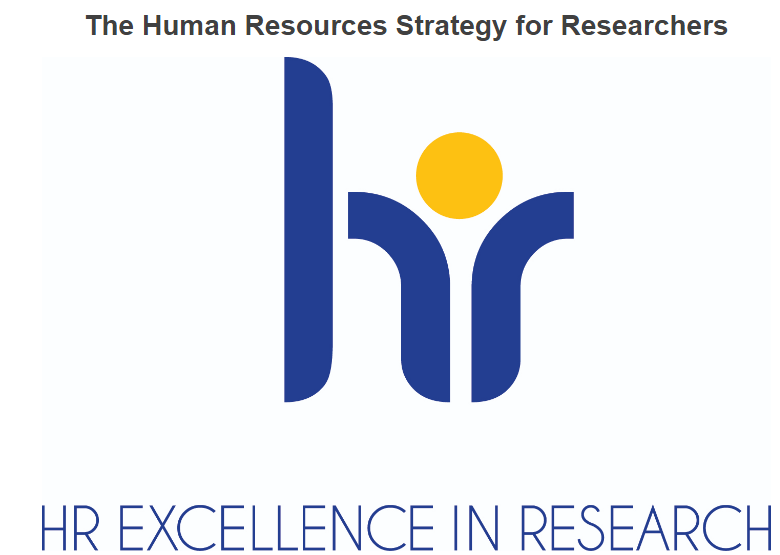 The Human Resources Strategy for Researchers
hr
HR EXCELLENCE IN RESEARCH